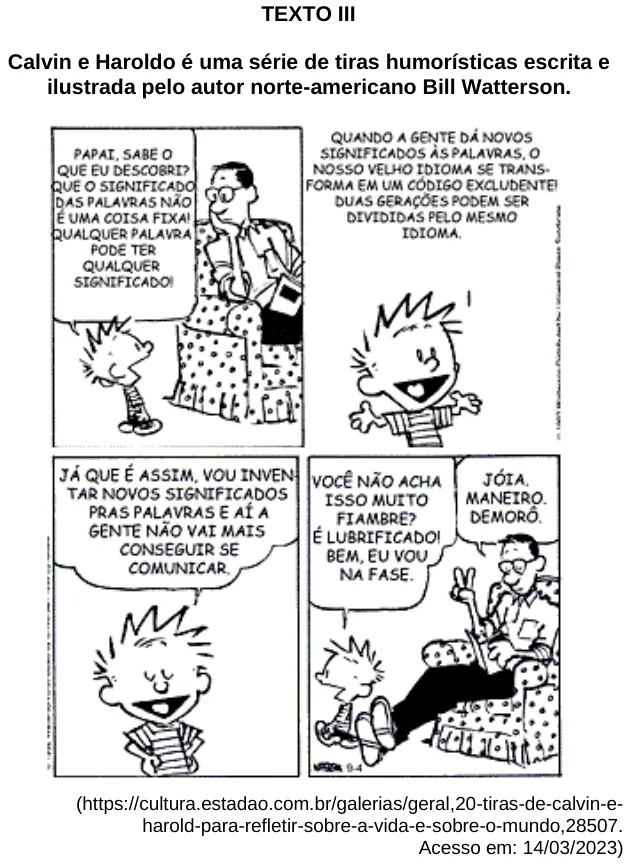 TEXTO III
Calvin e Haroldo é uma série de tiras humorísticas escrita e
ilustrada pelo autor norte-americano Bill Watterson.
PAPAI, SABE O
QUE EU DESCOBRI?
QUE O SIGNIFICADO
DAS PALAVRAS NÃO
É UMA COISA FIXA!
QUALQUER PALAVRA
PODE TER
QUALQUER
SIGNIFICADO!
QUANDO A GENTE DÁ NOVOS
SIGNIFICADOS ÀS PALAVRAS, O
NOSSO VELHO IDIOMA SE TRANS-
FORMA EM UM CÓDIGO EXCLUDENTE!
DUAS GERAÇÕES PODEM SER
DIVIDIDAS PELO MESMO
IDIOMA.
JÁ QUE É ASSIM, VOU INVEN-
TAR NOVOS SIGNIFICADOS
PRAS PALAVRAS E AÍ A
GENTE NÃO VAI MAIS
CONSEGUIR SE
COMUNICAR.
VOCÊ NÃO ACHA
ISSO MUITO
FIAMBRE?
É LUBRIFICADO!
BEM, EU VOU
NA FASE.
JÓIA.
MANEIRO.
DEMORÔ.
9-4
(https://cultura.estadao.com.br/galerias/geral,20-tiras-de-calvin-e-
harold-para-refletir-sobre-a-vida-e-sobre-o-mundo,28507.
Acesso em: 14/03/2023)